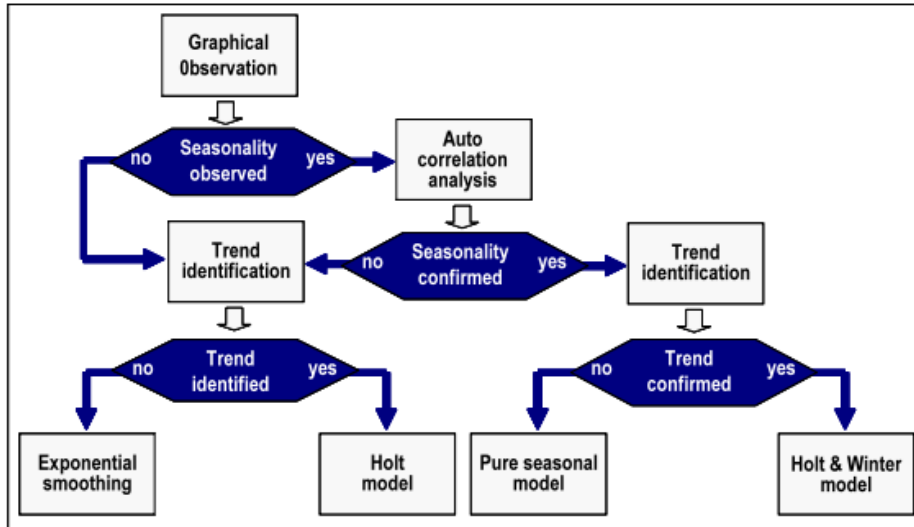 Graphical
0bservation
no
Seasonality
observed
yes
Auto
correlation
analysis
Trend
identification
no
Seasonality
confirmed
yes
Trend
identification
no
Trend
identified
yes
no
Trend
confirmed
yes
Exponential
smoothing
Holt
model
Pure seasonal
model
Holt & Winter
model